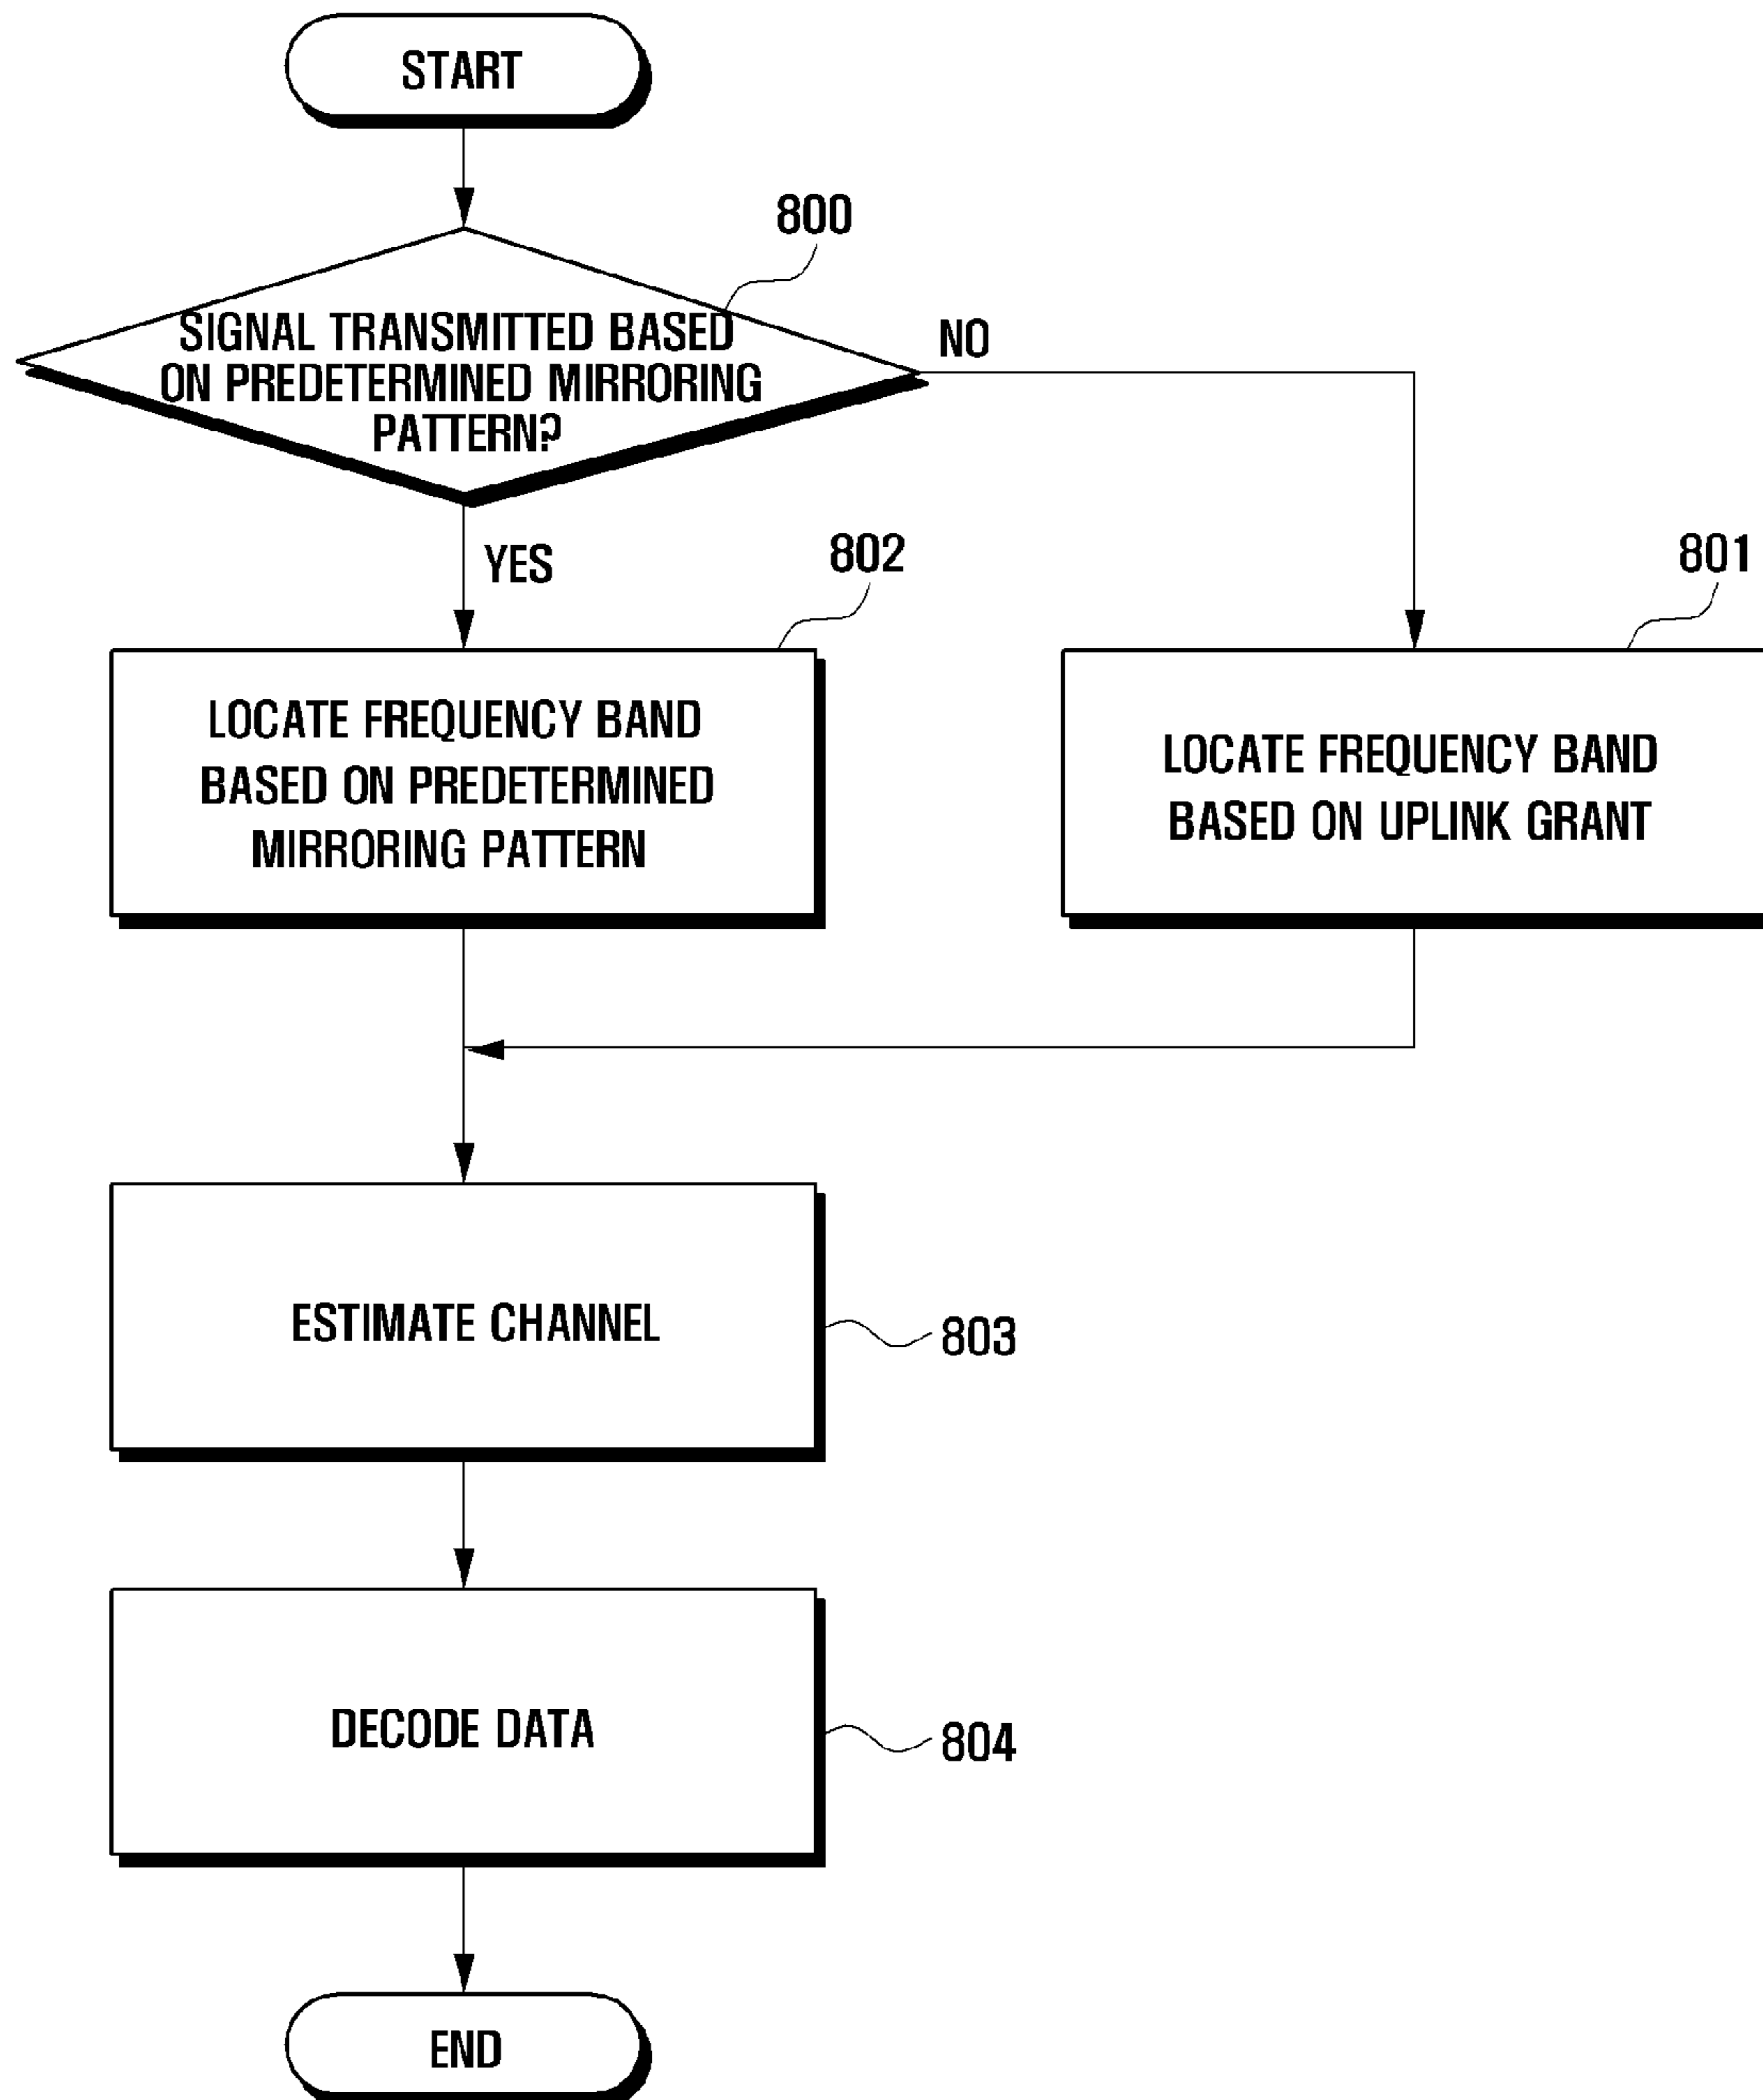 START
800
SIGNAL TRANSMITTED BASED
ON PREDETERMINED MIRRORING
PATTERN?
NO
YES
802
801
LOCATE FREQUENCY BAND
BASED ON PREDETERMINED
MIRRORING PATTERN
LOCATE FREQUENCY BAND
BASED ON UPLINK GRANT
ESTIMATE CHANNEL
803
DECODE DATA
804
END